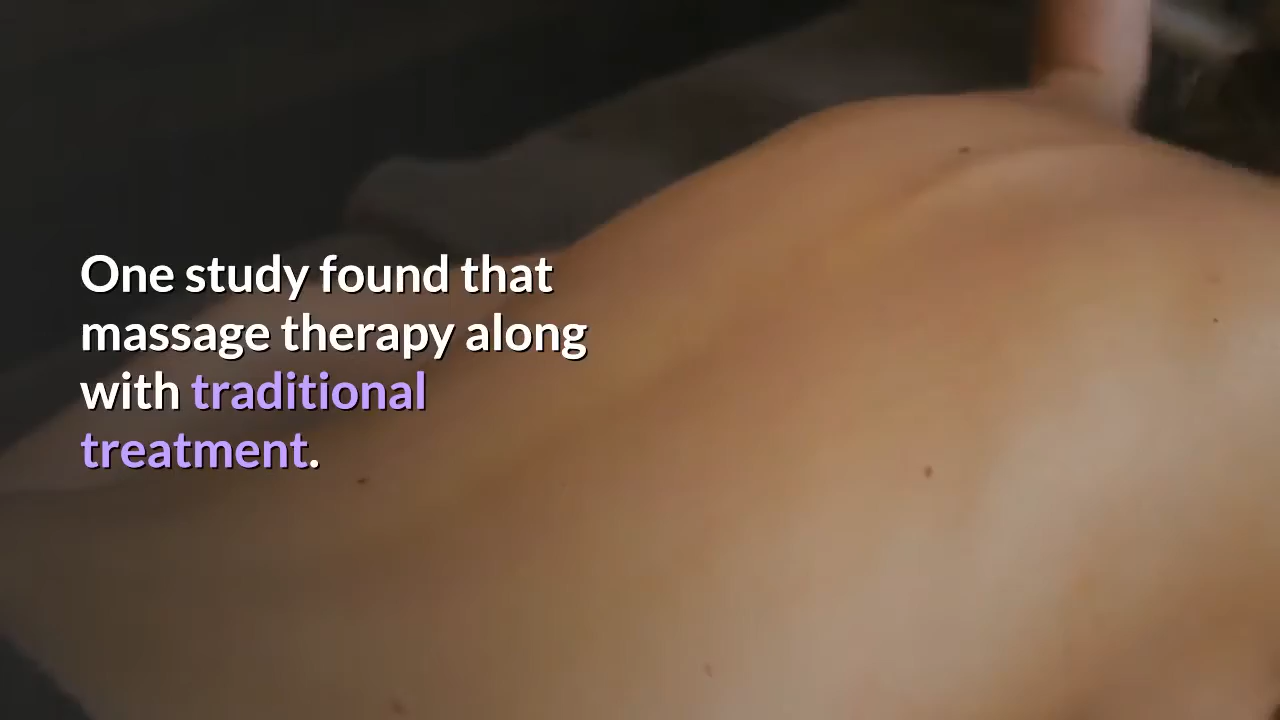 One study found that
massage therapy along
with traditional
treatment.